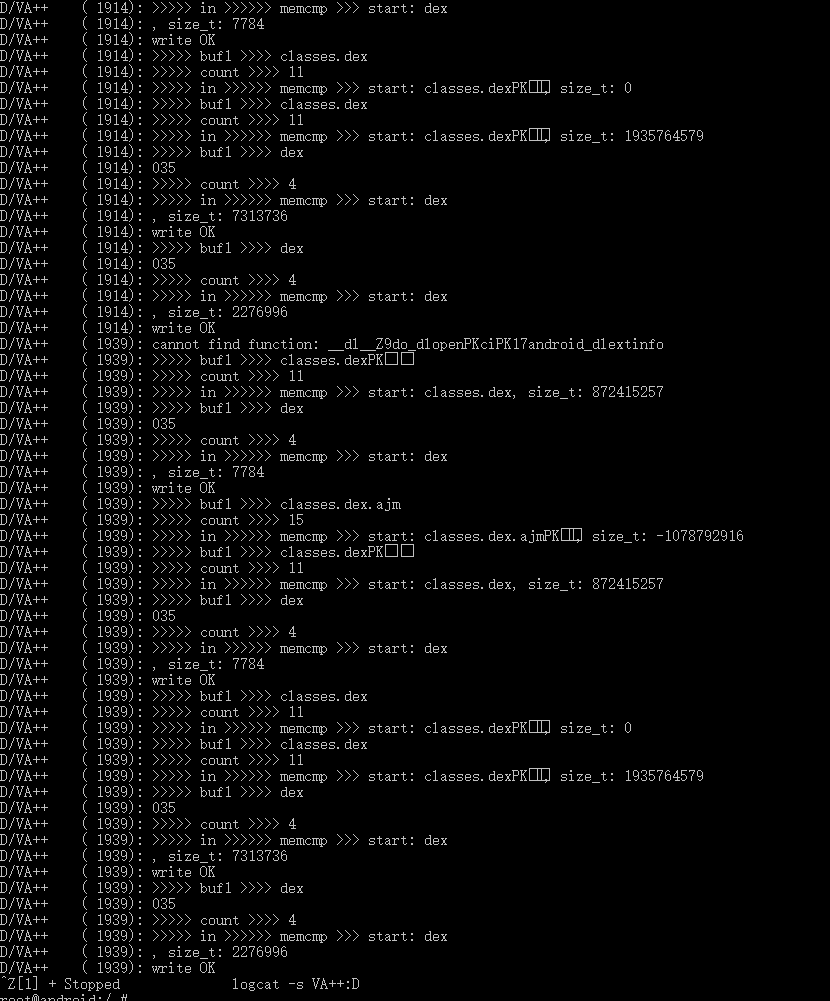 D/VA++    ( 1914): >>>>> in >>>>>> memcmp >>> start: dex
D/VA++    ( 1914): , size_t: 7784
D/VA++    ( 1914): write OK
D/VA++    ( 1914): >>>>> buf1 >>>> classes.dex
D/VA++    ( 1914): >>>>> count >>>> 11
D/VA++    ( 1914): >>>>> in >>>>>> memcmp >>> start: classes.dexPK□□, size_t: 0
D/VA++    ( 1914): >>>>> buf1 >>>> classes.dex
D/VA++    ( 1914): >>>>> count >>>> 11
D/VA++    ( 1914): >>>>> in >>>>>> memcmp >>> start: classes.dexPK□□, size_t: 1935764579
D/VA++    ( 1914): >>>>> buf1 >>>> dex
D/VA++    ( 1914): 035
D/VA++    ( 1914): >>>>> count >>>> 4
D/VA++    ( 1914): >>>>> in >>>>>> memcmp >>> start: dex
D/VA++    ( 1914): , size_t: 7313736
D/VA++    ( 1914): write OK
D/VA++    ( 1914): >>>>> buf1 >>>> dex
D/VA++    ( 1914): 035
D/VA++    ( 1914): >>>>> count >>>> 4
D/VA++    ( 1914): >>>>> in >>>>>> memcmp >>> start: dex
D/VA++    ( 1914): , size_t: 2276996
D/VA++    ( 1914): write OK
D/VA++    ( 1939): cannot find function: __dl__Z9do_dlopenPKciPK17android_dlextinfo
D/VA++    ( 1939): >>>>> buf1 >>>> classes.dexPK□□
D/VA++    ( 1939): >>>>> count >>>> 11
D/VA++    ( 1939): >>>>> in >>>>>> memcmp >>> start: classes.dex, size_t: 872415257
D/VA++    ( 1939): >>>>> buf1 >>>> dex
D/VA++    ( 1939): 035
D/VA++    ( 1939): >>>>> count >>>> 4
D/VA++    ( 1939): >>>>> in >>>>>> memcmp >>> start: dex
D/VA++    ( 1939): , size_t: 7784
D/VA++    ( 1939): write OK
D/VA++    ( 1939): >>>>> buf1 >>>> classes.dex.ajm
D/VA++    ( 1939): >>>>> count >>>> 15
D/VA++    ( 1939): >>>>> in >>>>>> memcmp >>> start: classes.dex.ajmPK□□, size_t: -1078792916
D/VA++    ( 1939): >>>>> buf1 >>>> classes.dexPK□□
D/VA++    ( 1939): >>>>> count >>>> 11
D/VA++    ( 1939): >>>>> in >>>>>> memcmp >>> start: classes.dex, size_t: 872415257
D/VA++    ( 1939): >>>>> buf1 >>>> dex
D/VA++    ( 1939): 035
D/VA++    ( 1939): >>>>> count >>>> 4
D/VA++    ( 1939): >>>>> in >>>>>> memcmp >>> start: dex
D/VA++    ( 1939): , size_t: 7784
D/VA++    ( 1939): write OK
D/VA++    ( 1939): >>>>> buf1 >>>> classes.dex
D/VA++    ( 1939): >>>>> count >>>> 11
D/VA++    ( 1939): >>>>> in >>>>>> memcmp >>> start: classes.dexPK□□, size_t: 0
D/VA++    ( 1939): >>>>> buf1 >>>> classes.dex
D/VA++    ( 1939): >>>>> count >>>> 11
D/VA++    ( 1939): >>>>> in >>>>>> memcmp >>> start: classes.dexPK□□, size_t: 1935764579
D/VA++    ( 1939): >>>>> buf1 >>>> dex
D/VA++    ( 1939): 035
D/VA++    ( 1939): >>>>> count >>>> 4
D/VA++    ( 1939): >>>>> in >>>>>> memcmp >>> start: dex
D/VA++    ( 1939): , size_t: 7313736
D/VA++    ( 1939): write OK
D/VA++    ( 1939): >>>>> buf1 >>>> dex
D/VA++    ( 1939): 035
D/VA++    ( 1939): >>>>> count >>>> 4
D/VA++    ( 1939): >>>>> in >>>>>> memcmp >>> start: dex
D/VA++    ( 1939): , size_t: 2276996
D/VA++    ( 1939): write OK
^Z[1] + Stopped              logcat -s VA++:D
root@android:/ #